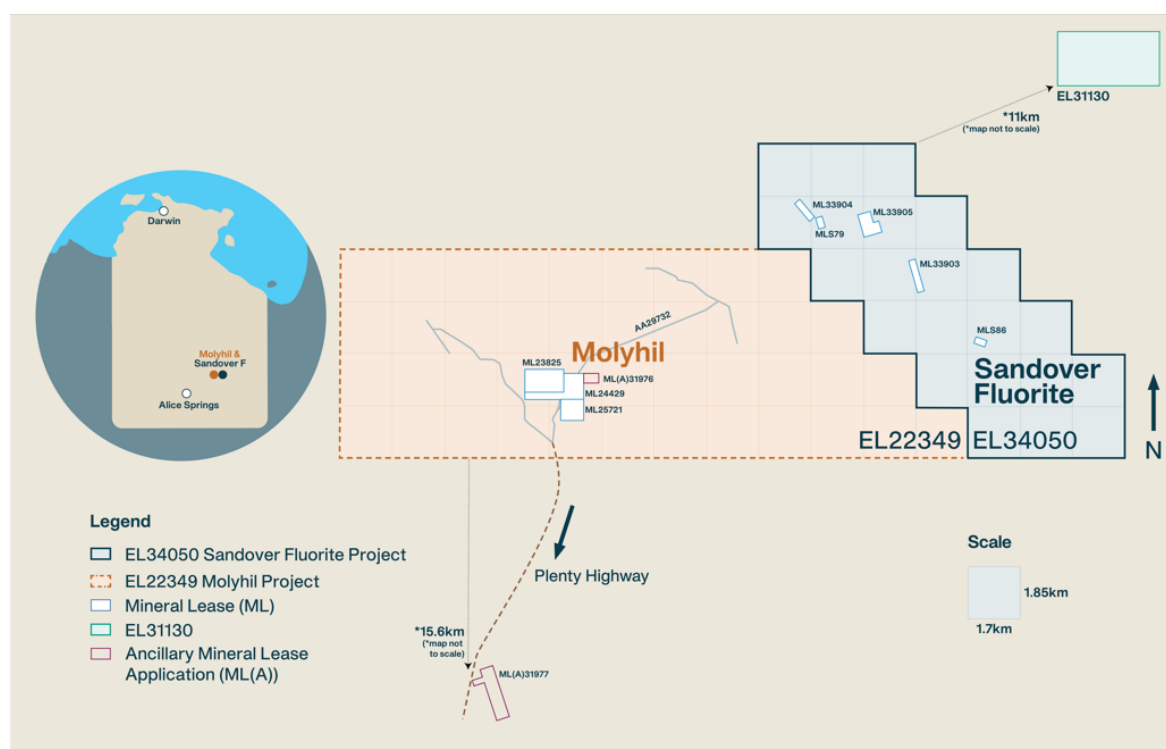 EL31130
*11km
(*map not to scale)
ML33904
MLS79
ML33905
ML33903
MLS86
Sandover
Fluorite
EL22349
EL34050
N
Darwin
Molyhil &
Sandover F
Alice Springs
AA29732
Molyhil
ML23825
ML(A)31976
ML24429
ML25721
Plenty Highway
*15.6km
(*map not
to scale)
ML(A)31977
Legend
EL34050 Sandover Fluorite Project
EL22349 Molyhil Project
Mineral Lease (ML)
EL31130
Ancillary Mineral Lease
Application (ML(A))
Scale
1.85km
1.7km